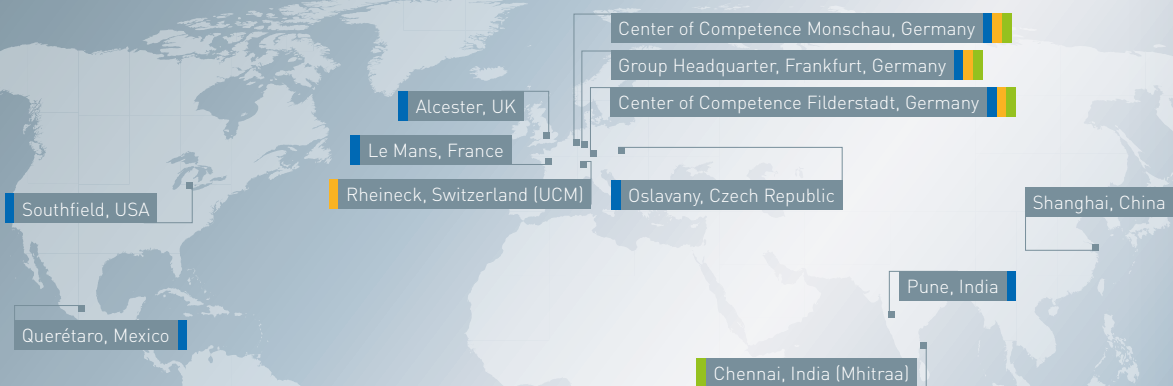 Center of Competence Monschau, Germany
Group Headquarter, Frankfurt, Germany
Center of Competence Filderstadt, Germany
Alcester, UK
Le Mans, France
Rheineck, Switzerland (UCM)
Oslavany, Czech Republic
Southfield, USA
Shanghai, China
Pune, India
Querétaro, Mexico
Chennai, India (Mhitraa)